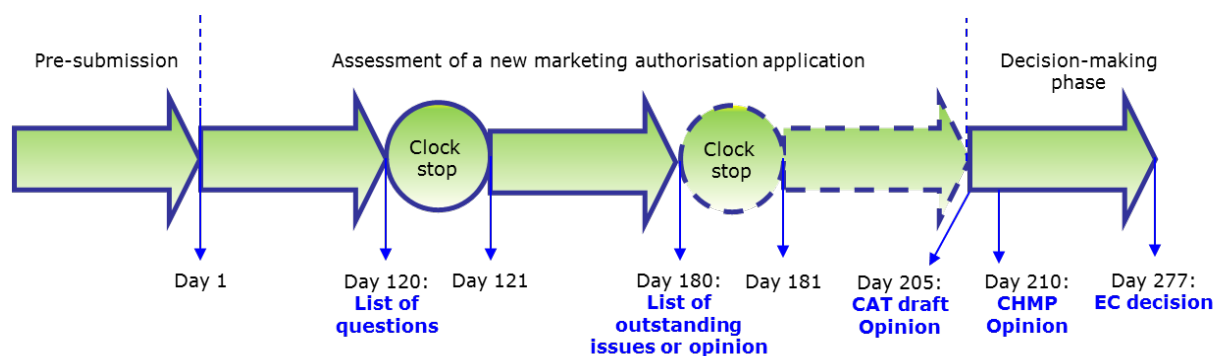 Pre-submission
Assessment of a new marketing authorisation application
Decision-making
phase
Clock
stop
Clock
stop
Day 1
Day 120:
List of
questions
Day 121
Day 180:
List of
outstanding
issues or opinion
Day 181
Day 205:
CAT draft
Opinion
Day 210:
CHMP
Opinion
Day 277:
EC decision